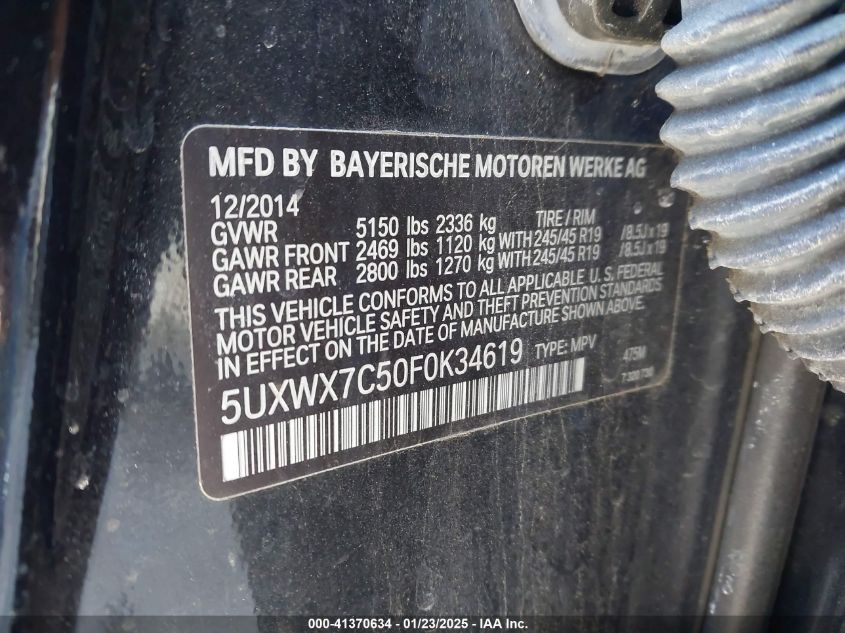 MFD BY BAYERISCHE MOTOREN WERKE AG
12/2014
TIRE / RIM
GVWR 5150 lbs 2336 kg
GAWR FRONT 2469 lbs 1120 kg WITH 245/45 R19 /8.5J x 19
GAWR REAR 2800 lbs 1270 kg WITH 245/45 R19 /8.5J x 19
THIS VEHICLE CONFORMS TO ALL APPLICABLE U.S. FEDERAL
MOTOR VEHICLE SAFETY AND THEFT PREVENTION STANDARDS
IN EFFECT ON THE DATE OF MANUFACTURE SHOWN ABOVE.
5UXWX7C50F0K34619 TYPE: MPV 475M
000-41370634 - 01/23/2025 - IAA Inc.